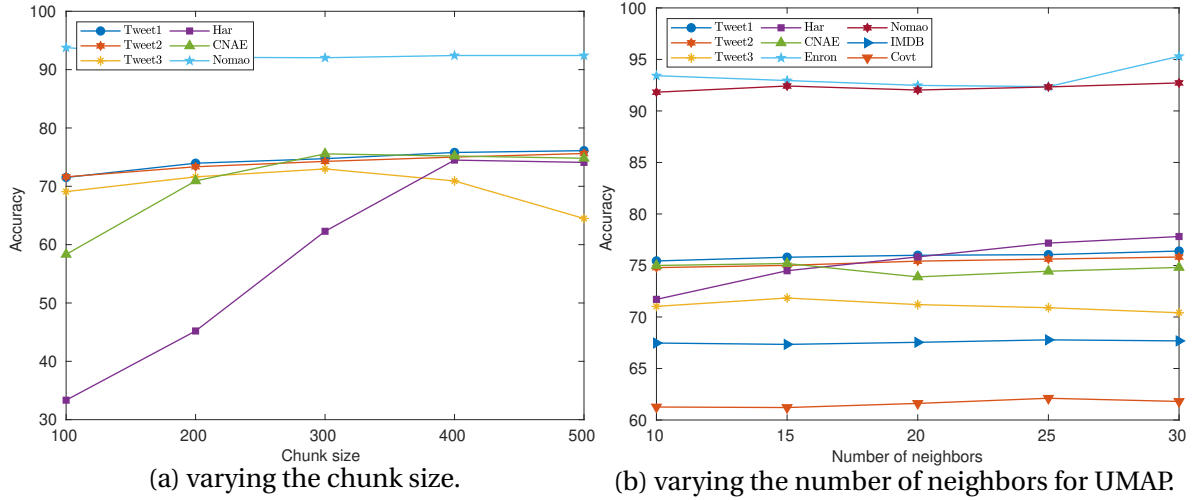 100
90
80
70
60
50
40
30
Accuracy
Tweet1
Tweet2
Tweet3
Har
CNAE
Nomao
100
200
300
400
500
Chunk size
(a) varying the chunk size.
100
95
90
85
80
75
70
65
60
Accuracy
Tweet1
Tweet2
Tweet3
Har
CNAE
Enron
Nomao
IMDB
Covt
10
15
20
25
30
Number of neighbors
(b) varying the number of neighbors for UMAP.